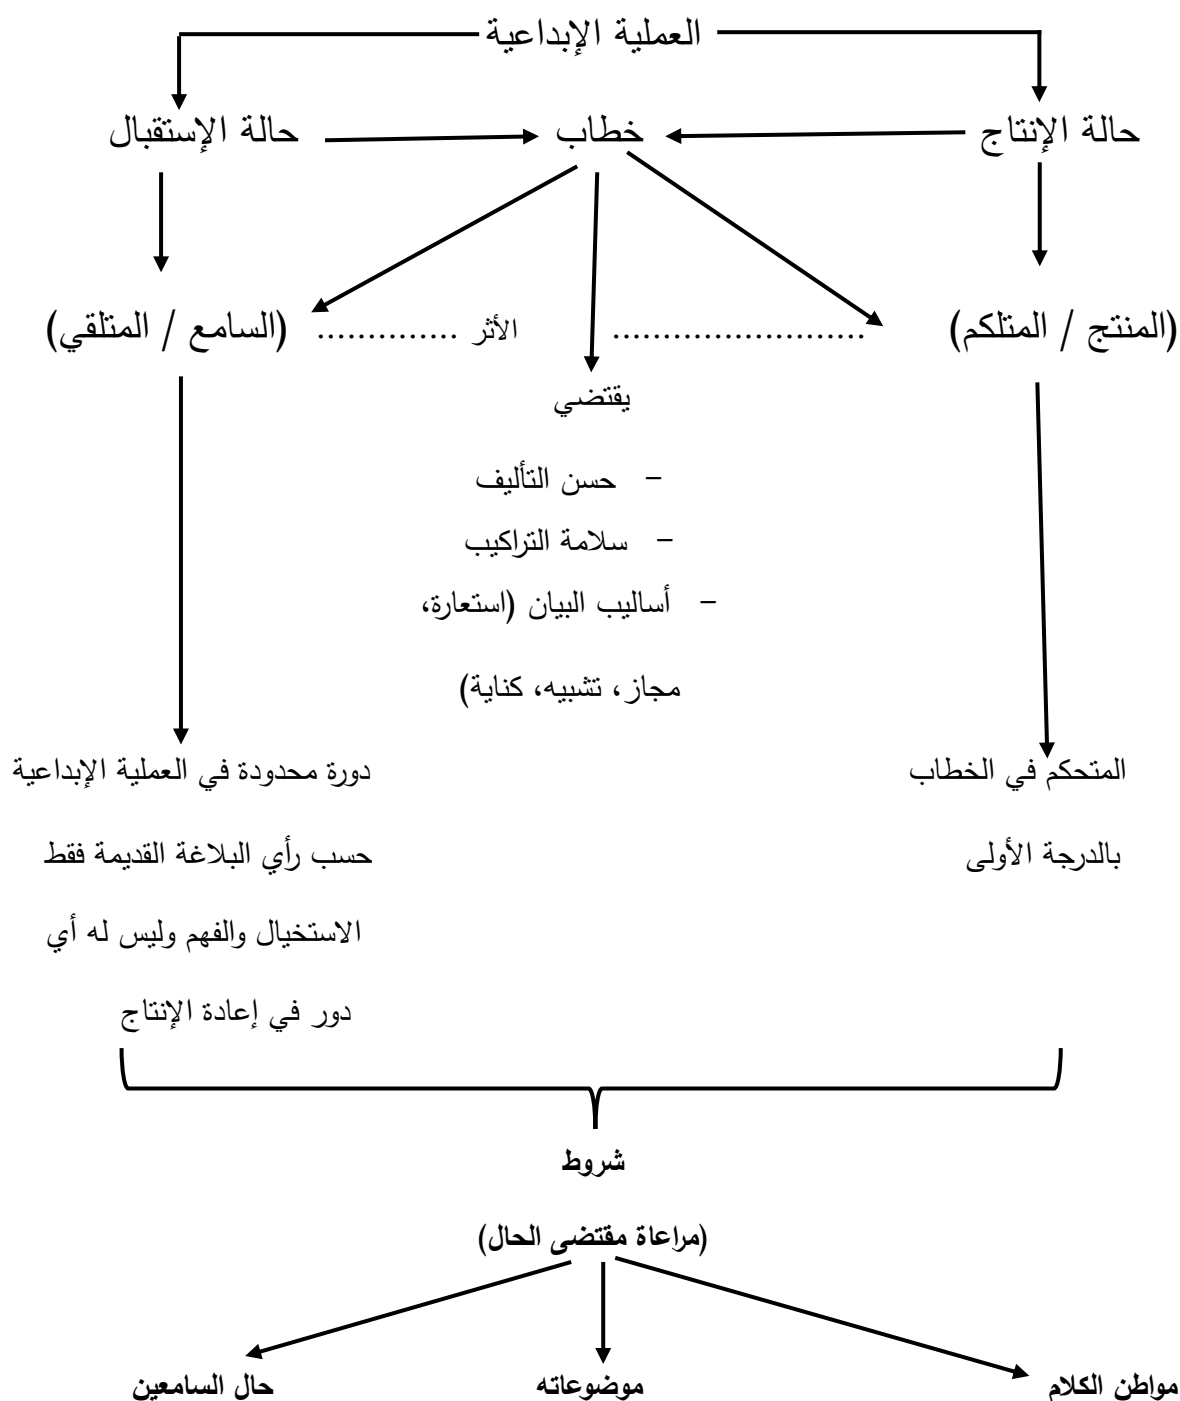 العملية الإبداعية
حالة الإنتاج خطاب حالة الإستقبال
(المنتج / المتلكم) ......................... الأثر .............. (السامع / المتلقي)
يقتضي
- حسن التأليف
- سلامة التراكيب
- أساليب البيان (استعارة،
مجاز، تشبيه، كناية)
المتحكم في الخطاب
بالدرجة الأولى
دورة محدودة في العملية الإبداعية
حسب رأي البلاغة القديمة فقط
الاستخيال والفهم وليس له أي
دور في إعادة الإنتاج
شروط
(مراعاة مقتضى الحال)
مواطن الكلام موضوعاته حال السامعين